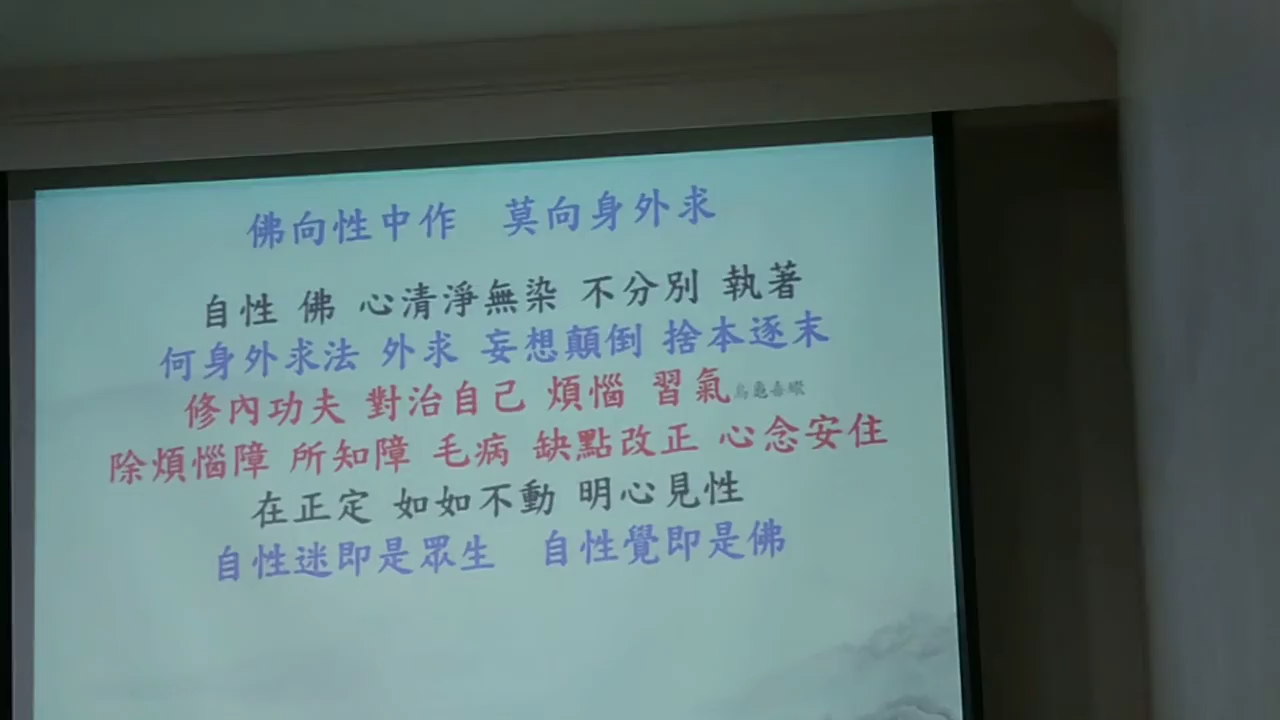 佛向性中作　莫向身外求
自性 佛 心清淨無染 不分別 執著
何身外求法 外求 妄想顛倒 捨本逐末
修內功夫 對治自己 煩惱 習氣
除煩惱障 所知障 毛病 缺點改正 心念安住
在正定 如如不動 明心見性
自性迷即是眾生　自性覺即是佛